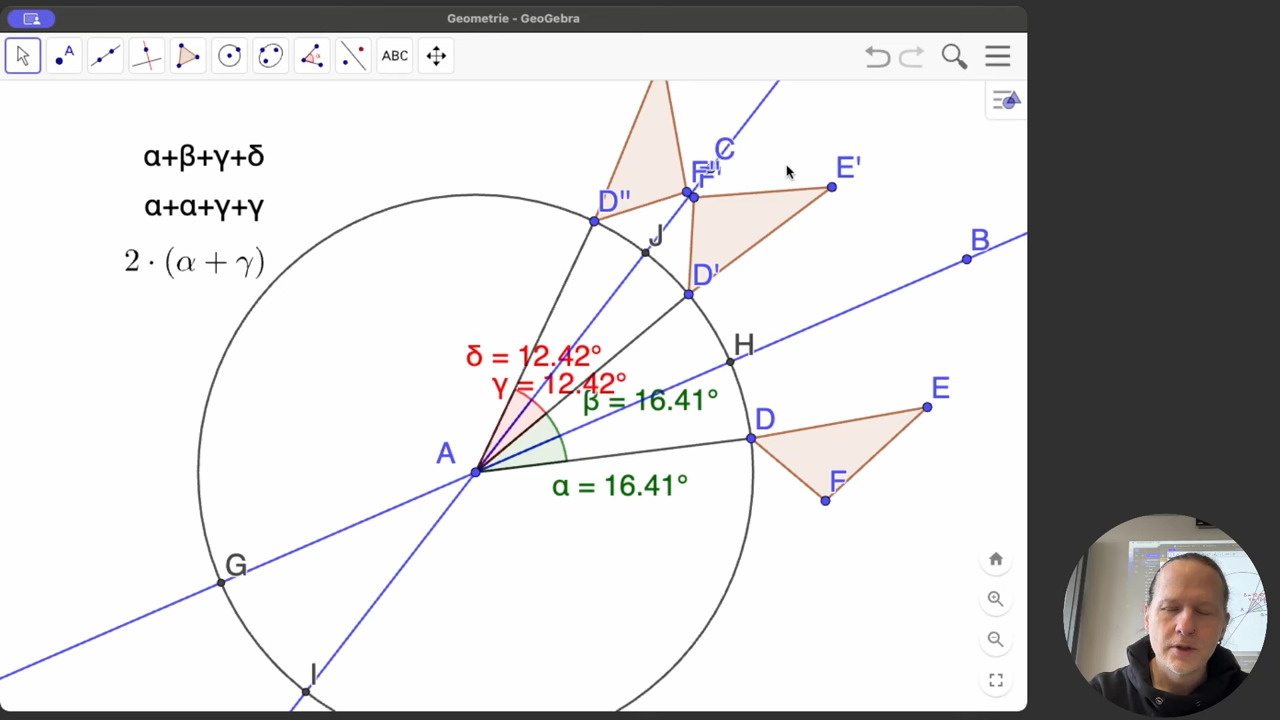 Geometrie - GeoGebra
A
ABC
α+β+γ+δ
α+α+γ+γ
2 · (α + γ)
C
F'
E'
D"
J
B
D'
H
δ = 12.42°
γ = 12.42°
β = 16.41°
E
D
A
α = 16.41°
F
G
I